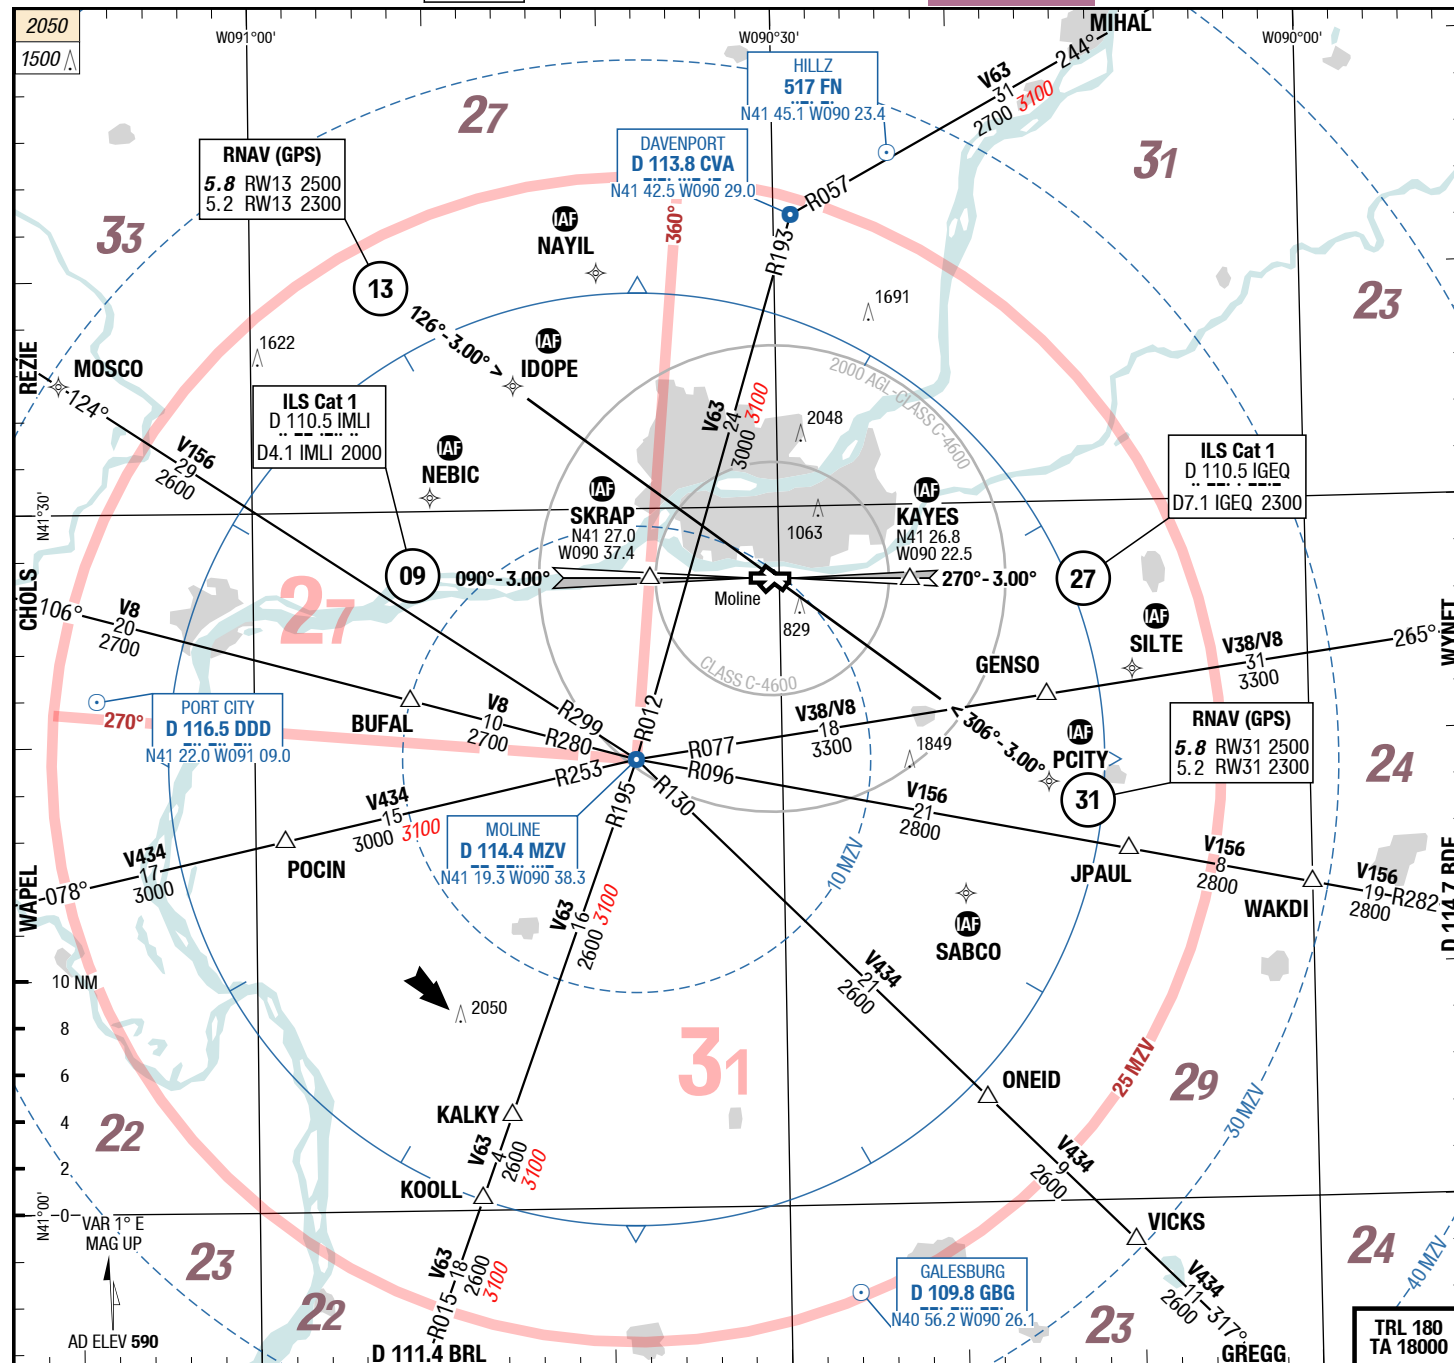 2050
1500
W091°00'
W090°30'
W090°00'
MIHAL
244°
V63
31
2700 3100
HILLZ
517 FN
N41 45.1 W090 23.4
27
31
RNAV (GPS)
5.8 RW13 2500
5.2 RW13 2300
DAVENPORT
D 113.8 CVA
N41 42.5 W090 29.0
R057
33
360°
IAF
NAYIL
R193
13
1691
23
126°-3.00° >
IAF
IDOPE
1622
REZIE
MOSCO
124°
2000 AGL-CLASS C-4600
ILS Cat 1
D 110.5 IMLI
D4.1 IMLI 2000
V63
24
3000 3100
2048
V156
29
2600
IAF
NEBIC
ILS Cat 1
D 110.5 IGEQ
D7.1 IGEQ 2300
N41°30'
IAF
SKRAP
N41 27.0
W090 37.4
1063
IAF
KAYES
N41 26.8
W090 22.5
09
090°-3.00°
270°-3.00°
27
Moline
829
CHOLS
106°
V8
20
2700
27
IAF
SILTE
WYNET
265°
V38/V8
31
3300
GENSO
CLASS C-4600
PORT CITY
D 116.5 DDD
N41 22.0 W091 09.0
270°
BUFAL
V8
10
2700
R299
R280
R253
R012
R077
R096
R130
R195
V38/V8
18
3300
< 306°-3.00°
1849
IAF
PCITY
31
RNAV (GPS)
5.8 RW31 2500
5.2 RW31 2300
24
V434
15
3000 3100
POCIN
MOLINE
D 114.4 MZV
N41 19.3 W090 38.3
V156
21
2800
10 MZV
JPAUL
V156
8
2800
WAKDI
V156
19
2800
R282
D 114.7 BDF
WAPEL
078°
V434
17
3000
V63
16
2600 3100
IAF
SABCO
10 NM
8
6
4
2
0
2050
V434
21
2600
31
ONEID
25 MZV
29
30 MZV
22
KALKY
V63
4
2600
3100
KOOLL
V434
9
2600
N41°00'
VAR 1° E
MAG UP
VICKS
24
23
V63
18
2600
3100
R015
22
GALESBURG
D 109.8 GBG
N40 56.2 W090 26.1
V434
11
2600
317°
40 MZV
23
AD ELEV 590
D 111.4 BRL
GREGG
TRL 180
TA 18000